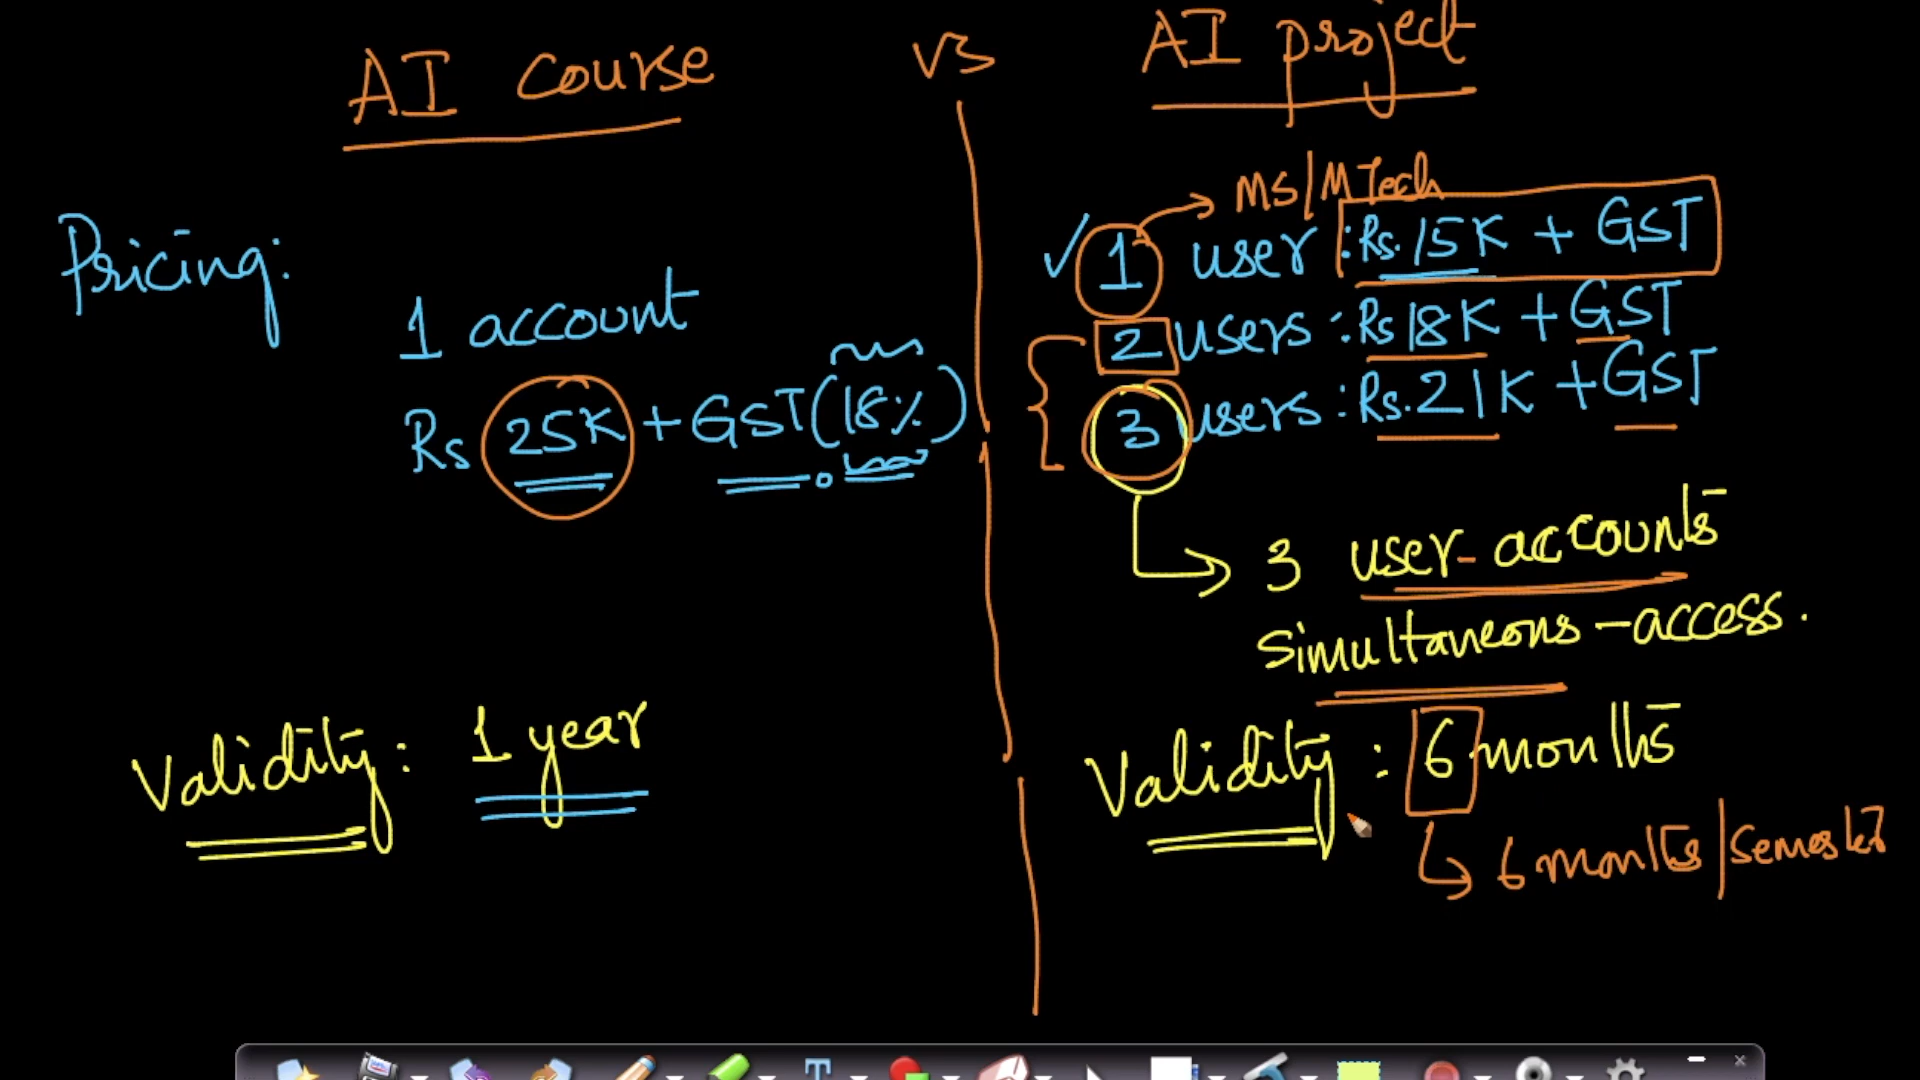 AI course
vs
AI project
Pricing:
1 account
Rs 25K + GST (18%)
Validity: 1 year
MS/MTech
1 user : Rs. 15K + GST
2 users : Rs 18K + GST
3 users : Rs. 21K + GST
3 user-accounts
simultaneous-access.
Validity : 6 months
6 months/semester
T